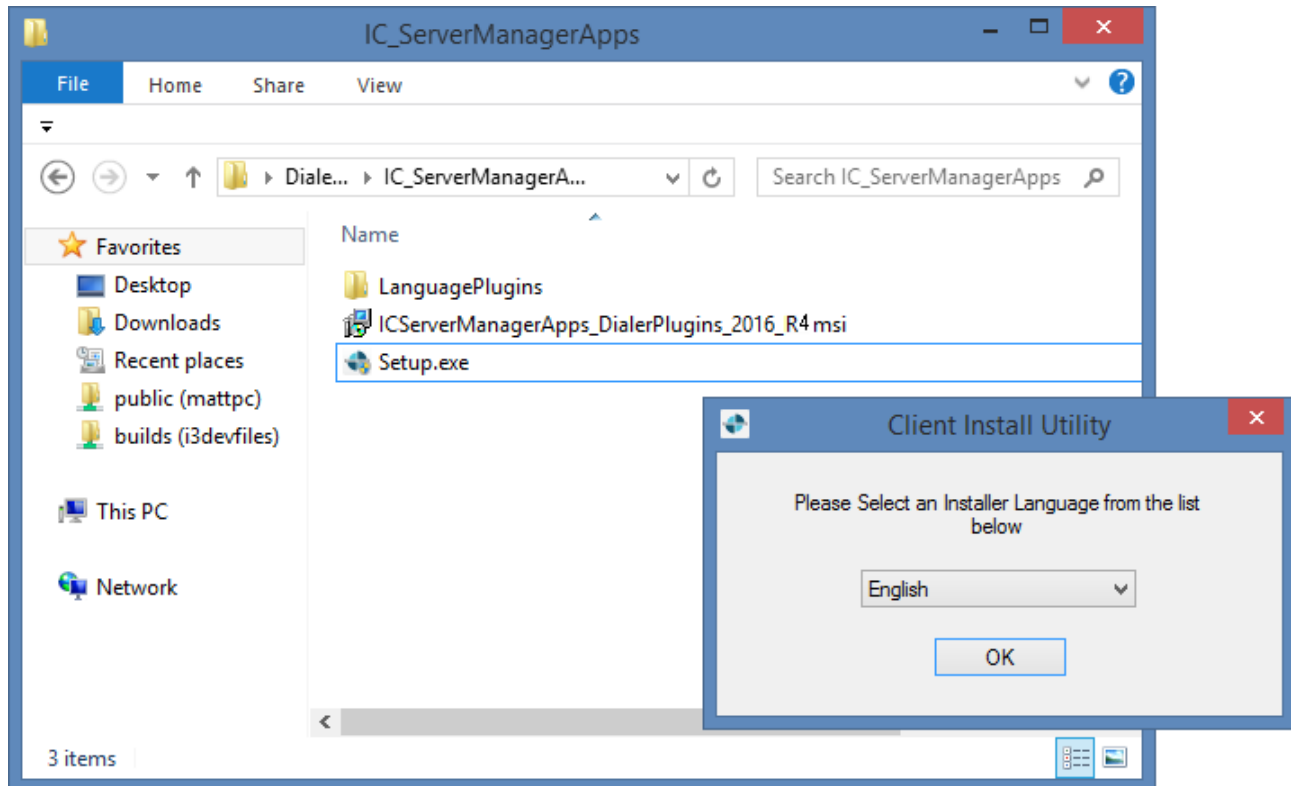 IC_ServerManagerApps
File Home Share View
Diale... IC_ServerManagerA... Search IC_ServerManagerApps
Name
Favorites
Desktop
Downloads
Recent places
public (mattpc)
builds (i3devfiles)
This PC
Network
LanguagePlugins
ICServerManagerApps_DialerPlugins_2016_R4 msi
Setup.exe
Client Install Utility
Please Select an Installer Language from the list
below
English
OK
3 items